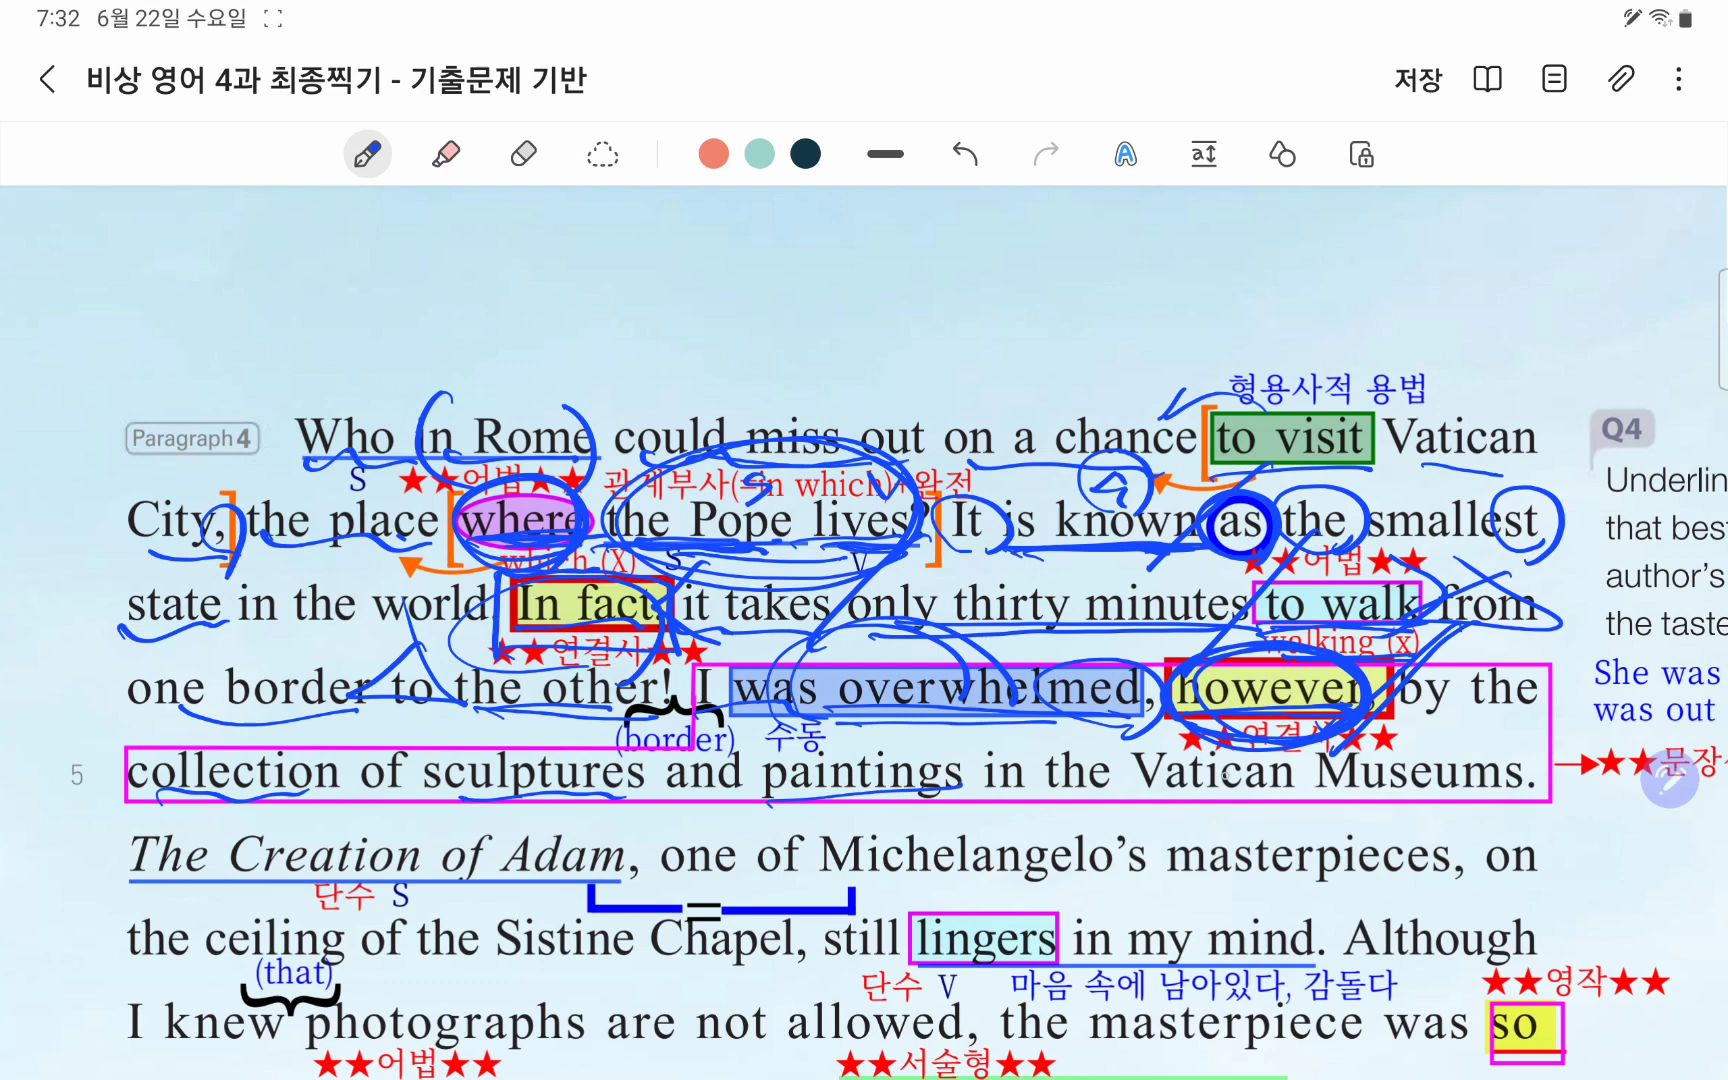 7:32 6월 22일 수요일
비상 영어 4과 최종찍기 - 기출문제 기반
저장
형용사적 용법
Paragraph 4 Who in Rome could miss out on a chance to visit Vatican
Q4
S ★★어법★★ 관계부사(=in which)+완전
Underlin
City, the place where the Pope lives? It is known as the smallest
that bes
which (X) S V ★★어법★★
author's
state in the world. In fact, it takes only thirty minutes to walk from
the taste
★★연결사★★ walking (x)
She was
one border to the other! I was overwhelmed, however, by the
was out
(border) 수동 ★★연결사★★
5 collection of sculptures and paintings in the Vatican Museums.
★★문장
The Creation of Adam, one of Michelangelo's masterpieces, on
단수 S
the ceiling of the Sistine Chapel, still lingers in my mind. Although
(that) 단수 V 마음 속에 남아있다, 감돌다 ★★영작★★
I knew photographs are not allowed, the masterpiece was so
★★어법★★ ★★서술형★★